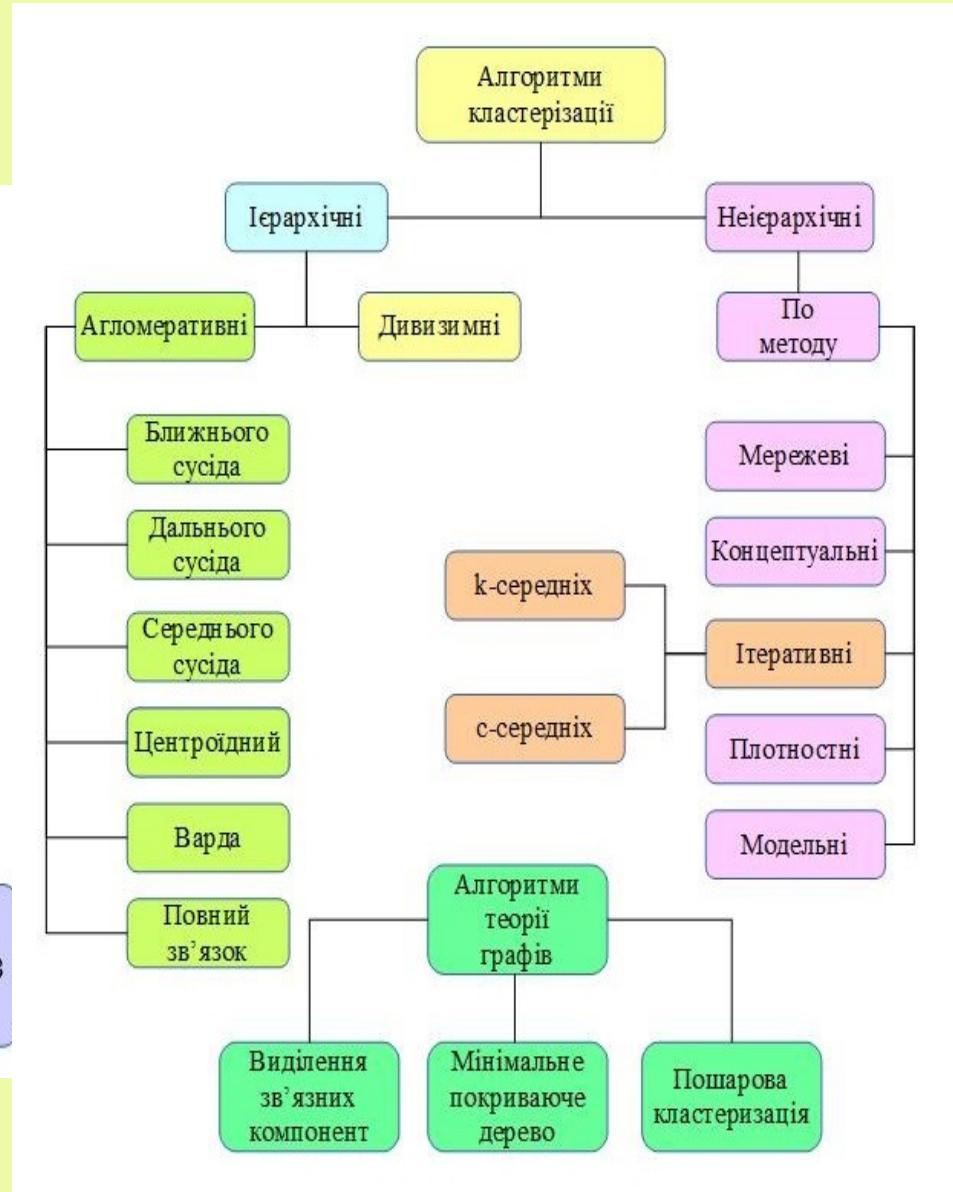 Алгоритми
кластерізації
Ієрархічні
Неієрархічні
Агломеративні
Дивизимні
По
методу
Ближнього
сусіда
Дальнього
сусіда
Середнього
сусіда
Центроїдний
Варда
Повний
зв’язок
Мережеві
Концептуальні
Ітеративні
Плотностні
Модельні
k-середніх
c-середніх
Алгоритми
теорії
графів
Виділення
зв’язних
компонент
Мінімальне
покриваюче
дерево
Пошарова
кластеризація